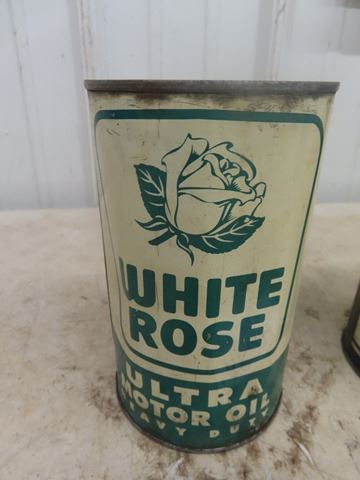 WHITE
ROSE
ULTRA
MOTOR OIL
HEAVY DUTY